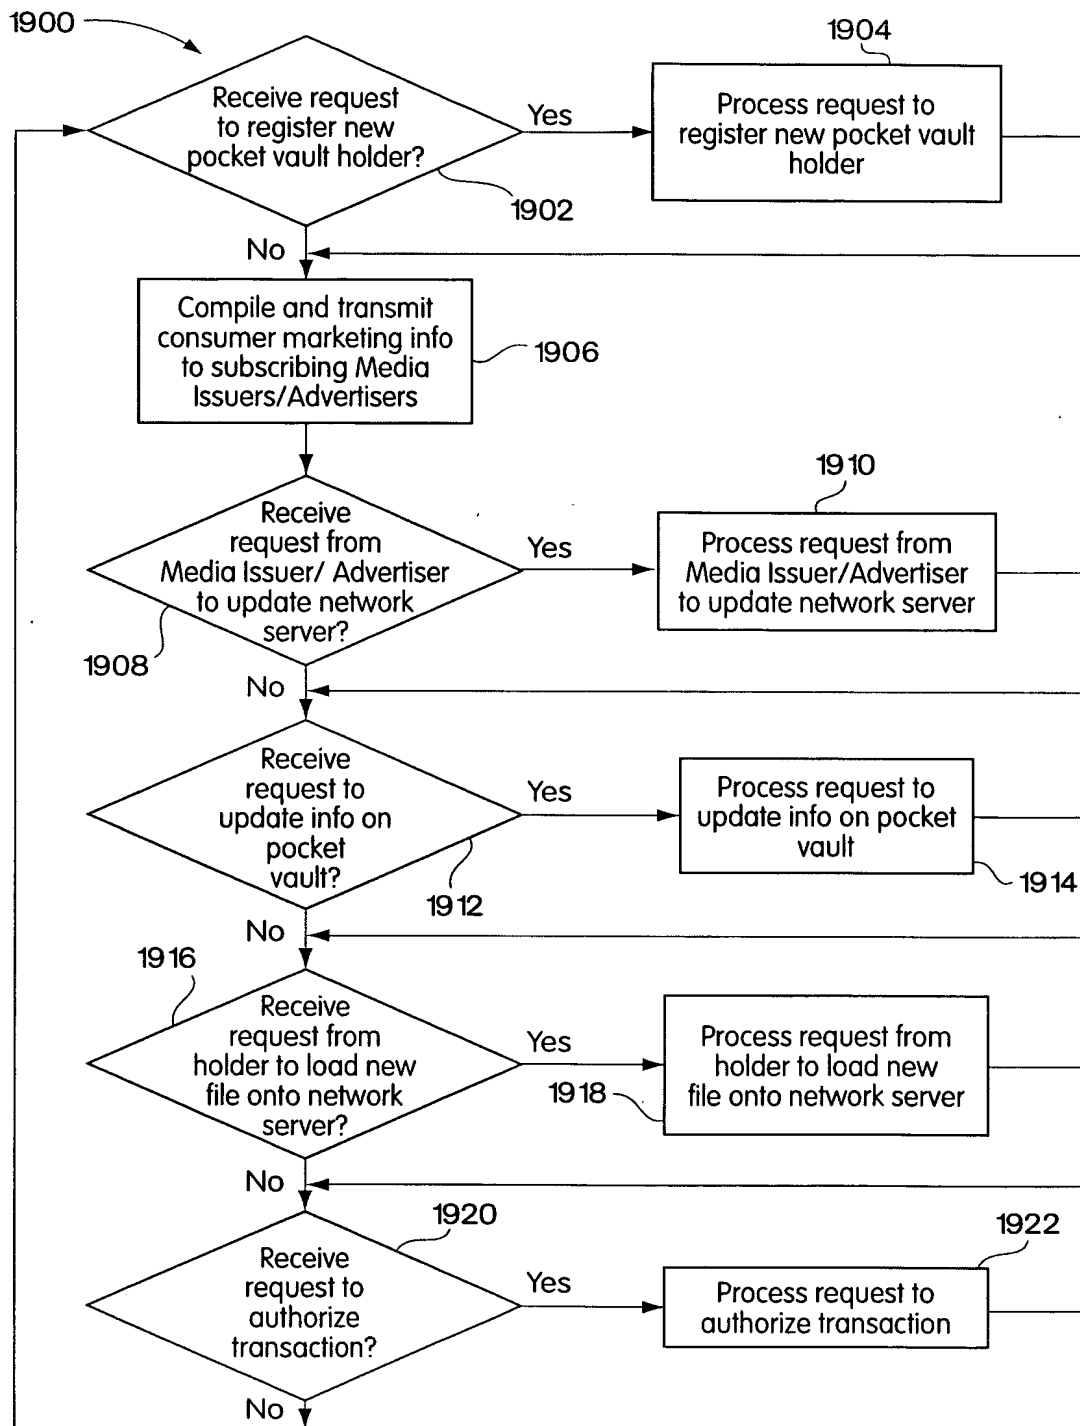 1900
Receive request
to register new
pocket vault holder?
1902
Yes
1904
Process request to
register new pocket vault
holder
No
Compile and transmit
consumer marketing info
to subscribing Media
Issuers/Advertisers
1906
Receive
request from
Media Issuer/ Advertiser
to update network
server?
1908
Yes
1910
Process request from
Media Issuer/Advertiser
to update network server
No
Receive
request to
update info on
pocket
vault?
1912
Yes
Process request to
update info on pocket
vault
1914
No
1916
Receive
request from
holder to load new
file onto network
server?
Yes
1918
Process request from
holder to load new
file onto network server
No
1920
Receive
request to
authorize
transaction?
Yes
1922
Process request to
authorize transaction
No